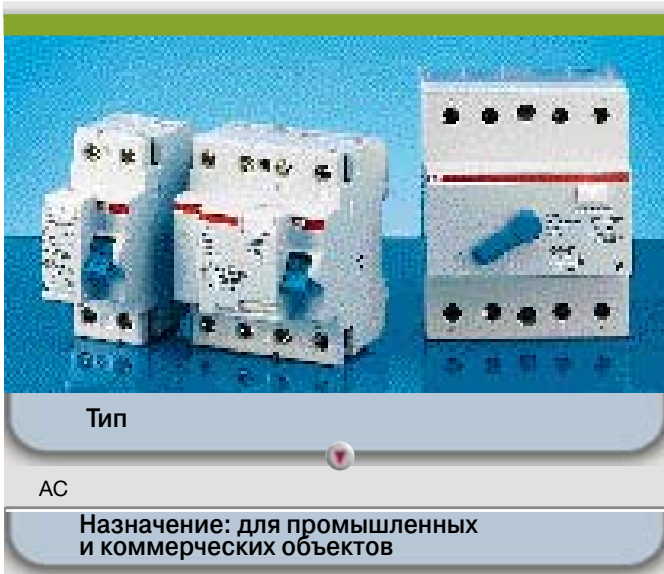 Тип
AC
Назначение: для промышленных
и коммерческих объектов